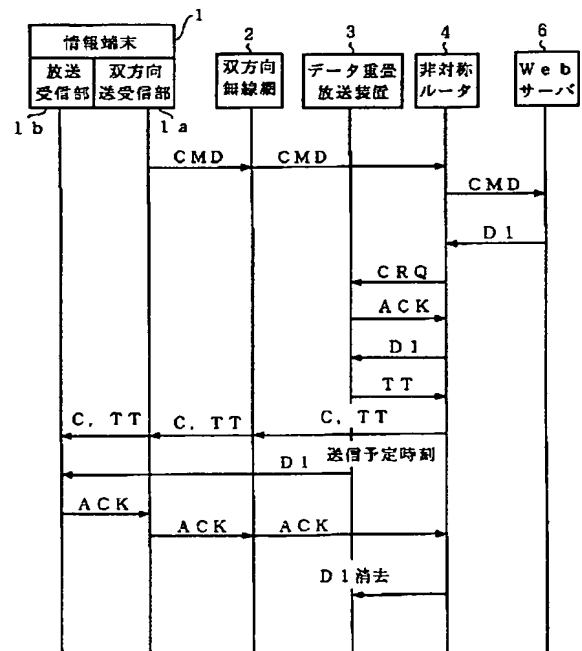 1
情報端末
放送
受信部
双方向
送受信部
1b
1a
2
双方向
無線網
3
データ重畳
放送装置
4
非対称
ルータ
6
Web
サーバ
CMD
CMD
CMD
D1
CRQ
ACK
D1
TT
C, TT
C, TT
C, TT
送信予定時刻
D1
ACK
ACK
ACK
D1消去